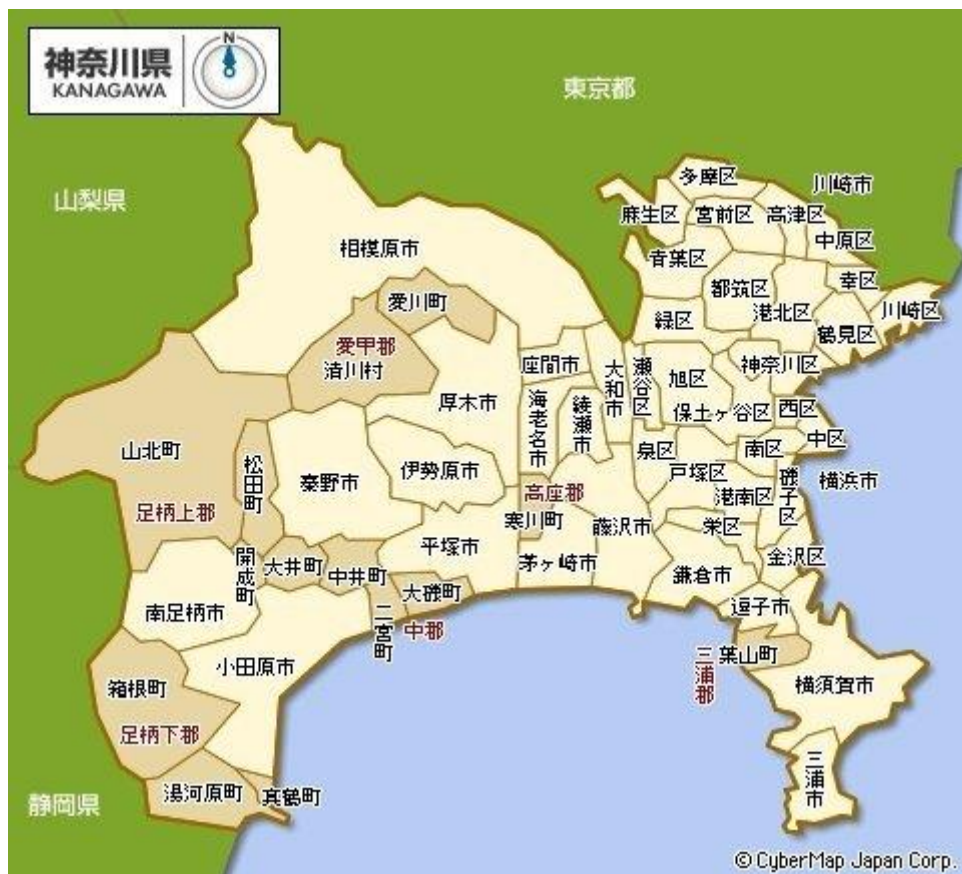 神奈川県
KANAGAWA
N
東京都
山梨県
静岡県
多摩区
川崎市
麻生区
宮前区
高津区
中原区
青葉区
幸区
都筑区
川崎区
港北区
鶴見区
緑区
相模原市
愛川町
愛甲郡
清川村
座間市
大和市
瀬谷区
旭区
神奈川区
厚木市
海老名市
綾瀬市
保土ヶ谷区
西区
中区
泉区
南区
戸塚区
港南区
磯子区
横浜市
山北町
松田町
秦野市
伊勢原市
高座郡
寒川町
藤沢市
栄区
金沢区
足柄上郡
平塚市
茅ヶ崎市
鎌倉市
開成町
大井町
中井町
大磯町
二宮町
中郡
逗子市
南足柄市
小田原市
三浦郡
葉山町
横須賀市
箱根町
足柄下郡
湯河原町
真鶴町
三浦市
© CyberMap Japan Corp.